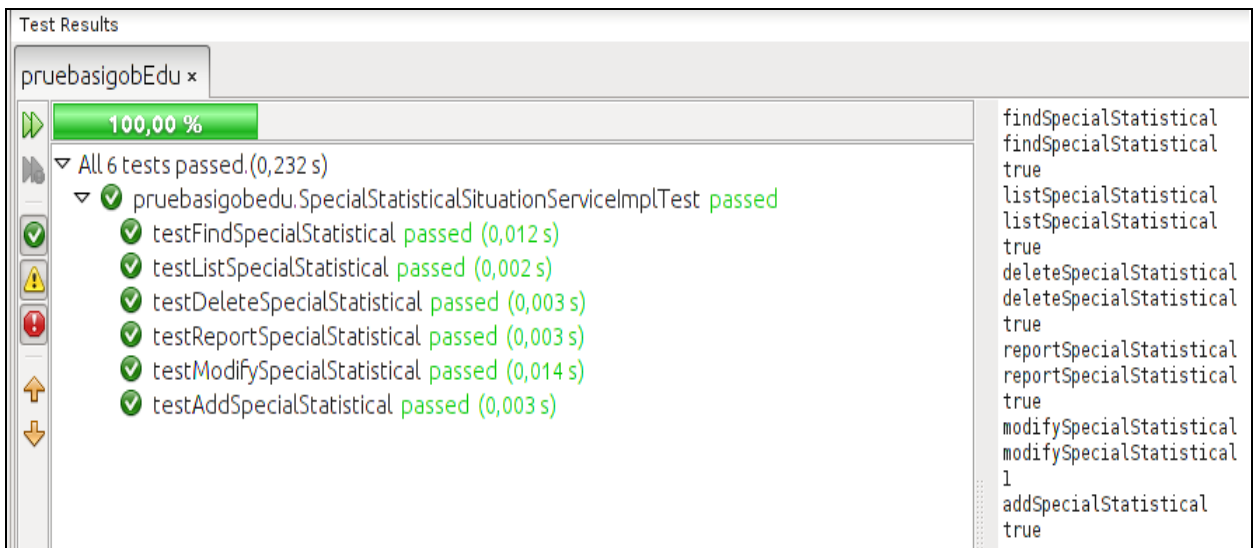 Test Results
pruebasigobEdu ×
100,00 %
All 6 tests passed.(0,232 s)
pruebasigobedu.SpecialStatisticalSituationServiceImplTest passed
testFindSpecialStatistical passed (0,012 s)
testListSpecialStatistical passed (0,002 s)
testDeleteSpecialStatistical passed (0,003 s)
testReportSpecialStatistical passed (0,003 s)
testModifySpecialStatistical passed (0,014 s)
testAddSpecialStatistical passed (0,003 s)
findSpecialStatistical
findSpecialStatistical
true
listSpecialStatistical
listSpecialStatistical
true
deleteSpecialStatistical
deleteSpecialStatistical
true
reportSpecialStatistical
reportSpecialStatistical
true
modifySpecialStatistical
modifySpecialStatistical
1
addSpecialStatistical
true